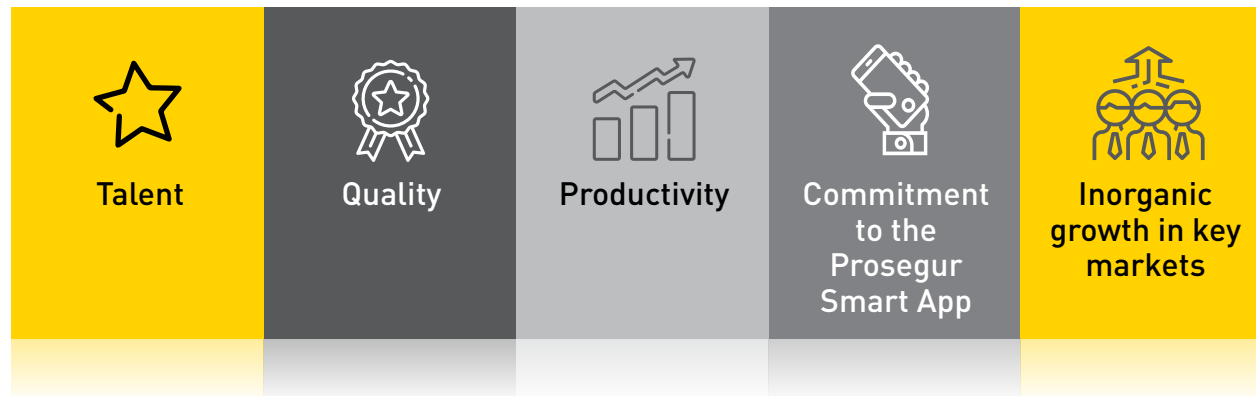 Talent
Quality
Productivity
Commitment
to the
Prosegur
Smart App
Inorganic
growth in key
markets